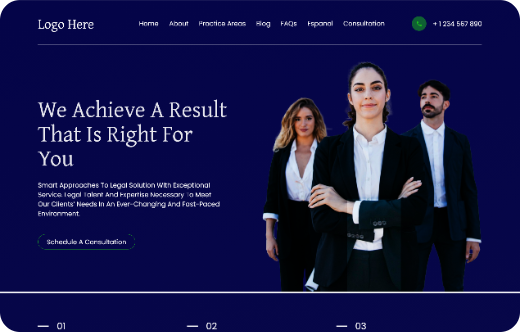 Logo Here
Home About Practice Areas Blog FAQs Espanol Consultation
+ 1 234 567 890
We Achieve A Result
That Is Right For
You
Smart Approaches To Legal Solution With Exceptional
Service. Legal Talent And Expertise Necessary To Meet
Our Clients' Needs In An Ever-Changing And Fast-Paced
Environment.
Schedule A Consultation
01
02
03